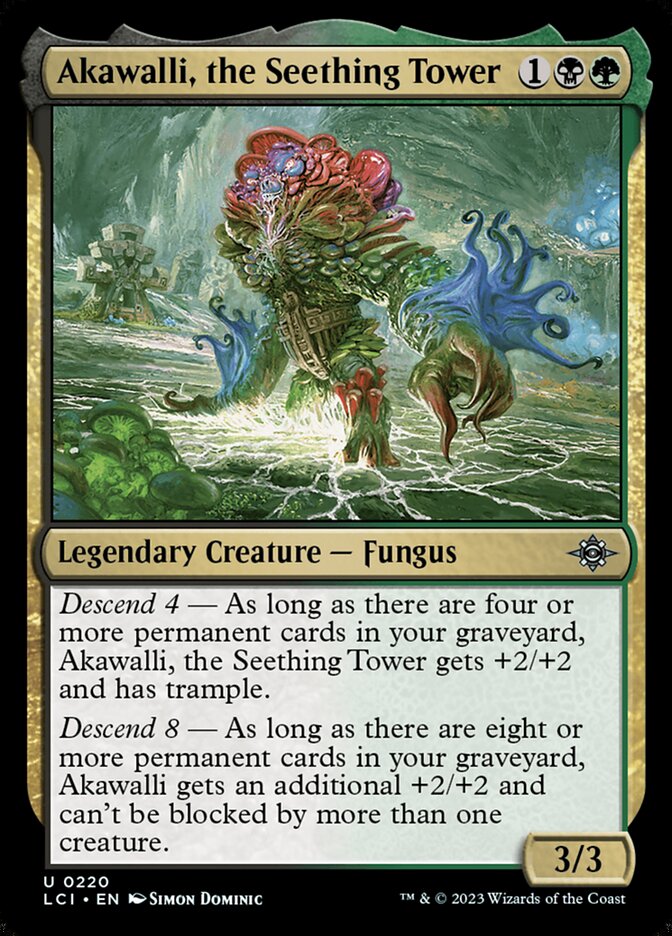 Akawalli, the Seething Tower 1
Legendary Creature — Fungus
Descend 4 — As long as there are four or
more permanent cards in your graveyard,
Akawalli, the Seething Tower gets +2/+2
and has trample.
Descend 8 — As long as there are eight or
more permanent cards in your graveyard,
Akawalli gets an additional +2/+2 and
can't be blocked by more than one
creature.
3/3
U 0220
LCI • EN Simon Dominic
™ & © 2023 Wizards of the Coast